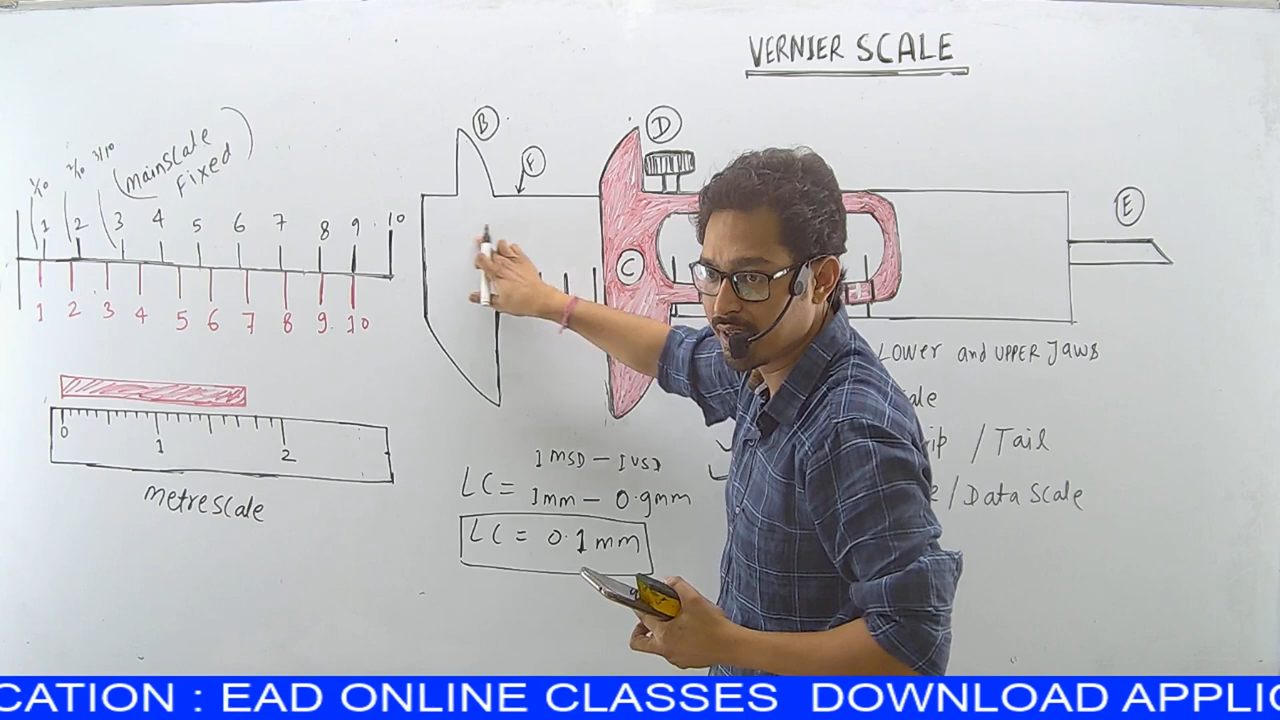 VERNIER SCALE
(mainscale
Fixed)
1/10 2/10 3/10
1 2 3 4 5 6 7 8 9 10
1 2 3 4 5 6 7 8 9 10
0 1 2
metrescale
B
F
D
C
E
Lower and UPPER Jaws
ale
ip / Tail
/ Data Scale
1 MSD - 1VSD
LC = 1mm - 0.9mm
LC = 0.1mm
CATION : EAD ONLINE CLASSES DOWNLOAD APPLIC